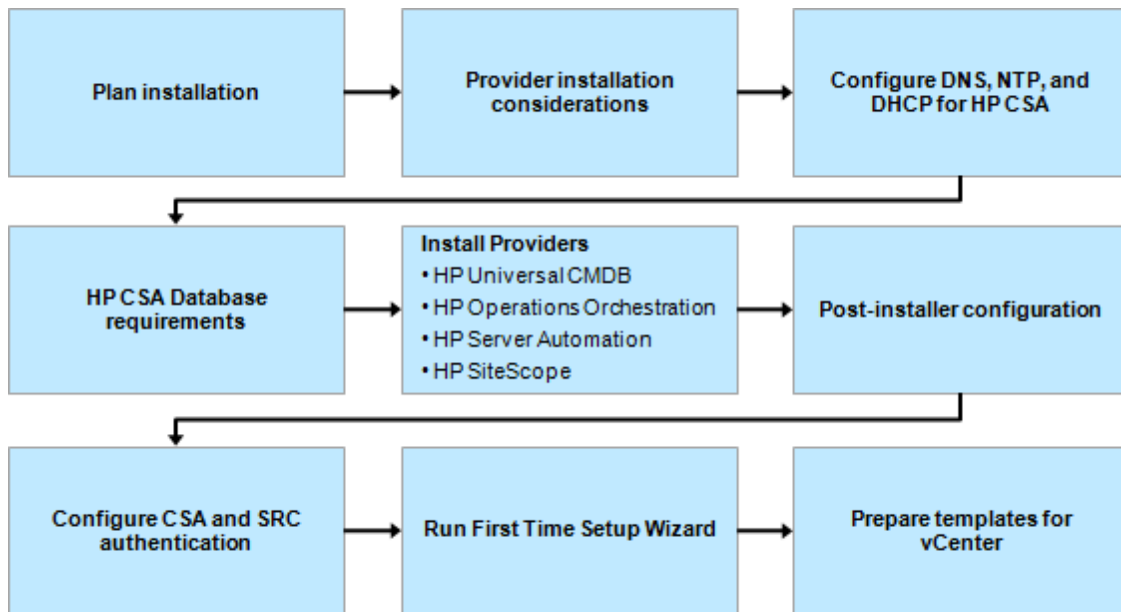 Plan installation
Provider installation
considerations
Configure DNS, NTP, and
DHCP for HP CSA
HP CSA Database
requirements
Install Providers
• HP Universal CMDB
• HP Operations Orchestration
• HP Server Automation
• HP SiteScope
Post-installer configuration
Configure CSA and SRC
authentication
Run First Time Setup Wizard
Prepare templates for
vCenter